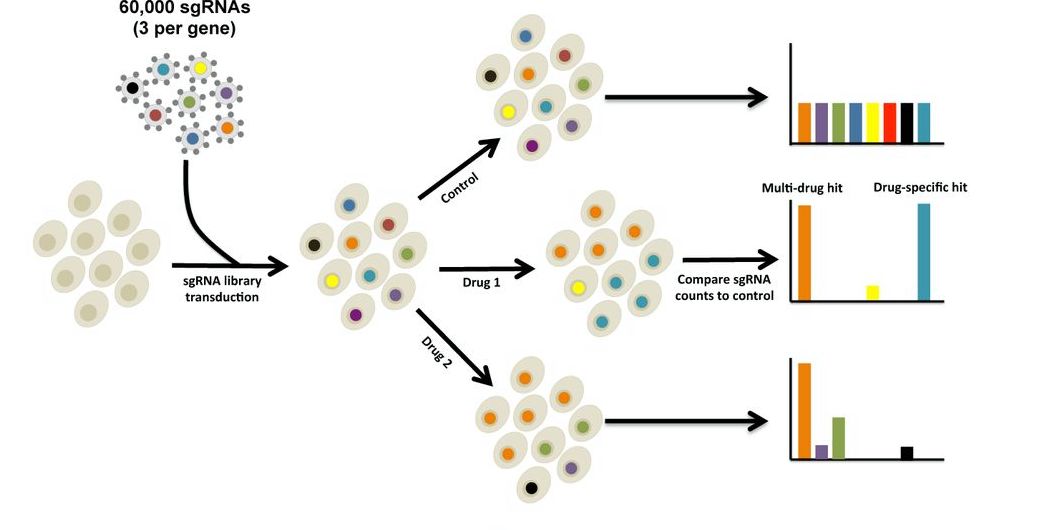 60,000 sgRNAs
(3 per gene)
Control
Multi-drug hit
Drug-specific hit
sgRNA library
transduction
Drug 1
Compare sgRNA
counts to control
Drug 2